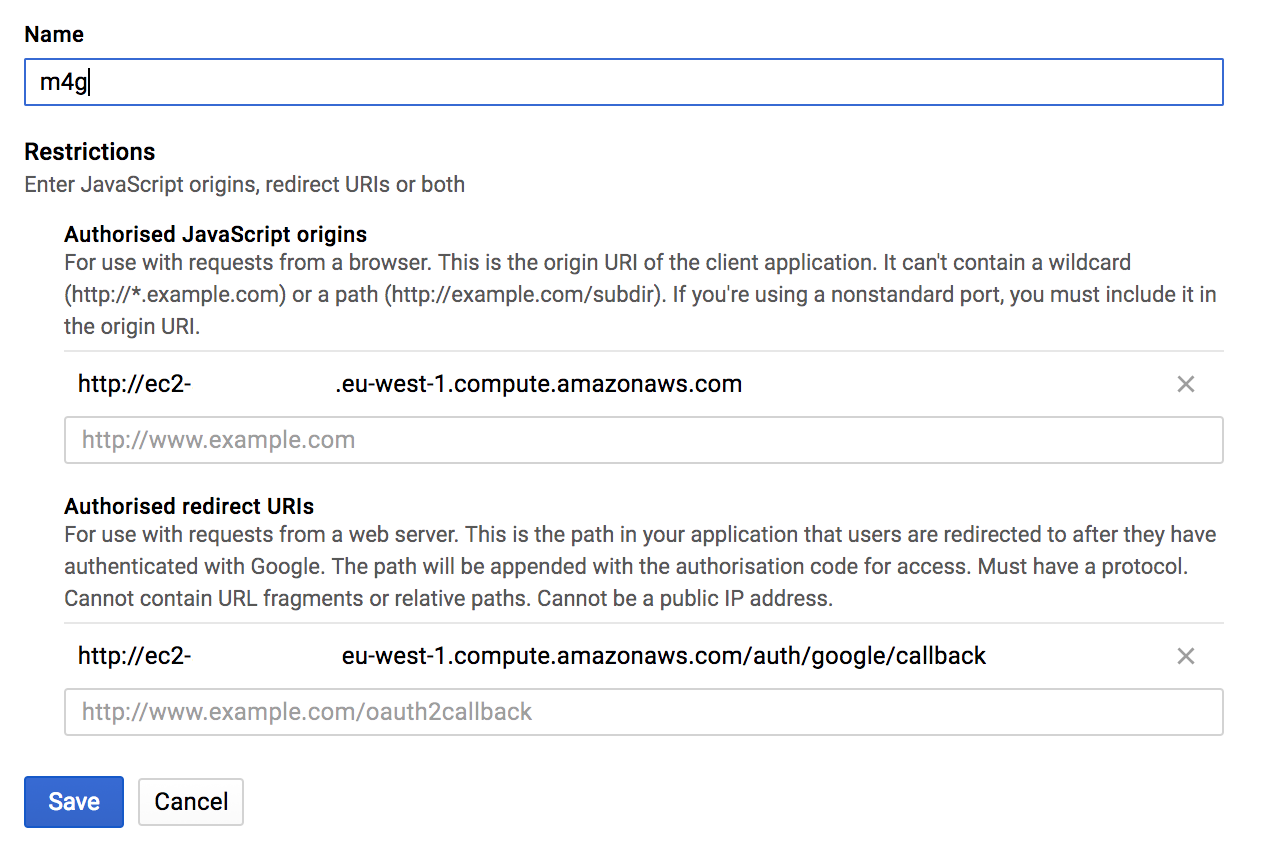 Name
m4g
Restrictions
Enter JavaScript origins, redirect URIs or both
Authorised JavaScript origins
For use with requests from a browser. This is the origin URI of the client application. It can't contain a wildcard
(http://*.example.com) or a path (http://example.com/subdir). If you're using a nonstandard port, you must include it in
the origin URI.
http://ec2- .eu-west-1.compute.amazonaws.com
http://www.example.com
Authorised redirect URIs
For use with requests from a web server. This is the path in your application that users are redirected to after they have
authenticated with Google. The path will be appended with the authorisation code for access. Must have a protocol.
Cannot contain URL fragments or relative paths. Cannot be a public IP address.
http://ec2- eu-west-1.compute.amazonaws.com/auth/google/callback
http://www.example.com/oauth2callback
Save Cancel